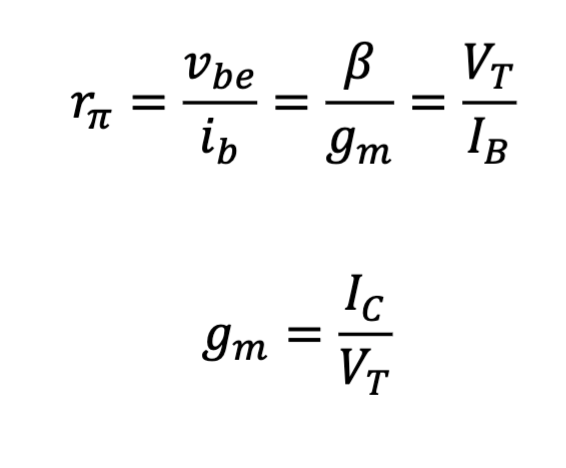 r_π = v_be / i_b = β / g_m = V_T / I_B
g_m = I_C / V_T